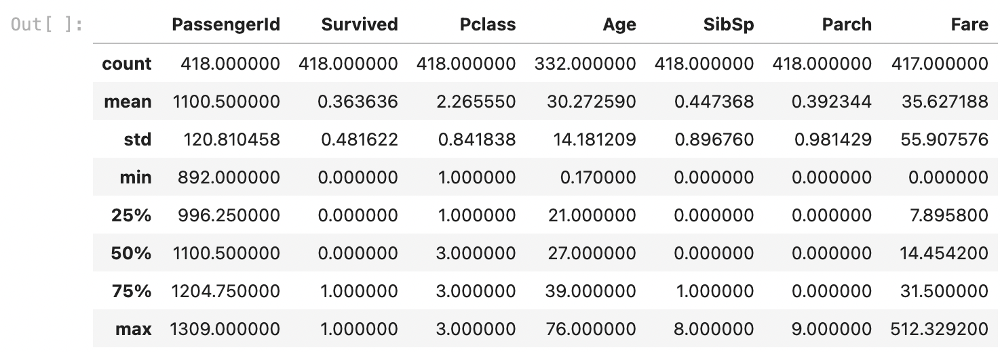 Out[ ]:
PassengerId Survived Pclass Age SibSp Parch Fare
count 418.000000 418.000000 418.000000 332.000000 418.000000 418.000000 417.000000
mean 1100.500000 0.363636 2.265550 30.272590 0.447368 0.392344 35.627188
std 120.810458 0.481622 0.841838 14.181209 0.896760 0.981429 55.907576
min 892.000000 0.000000 1.000000 0.170000 0.000000 0.000000 0.000000
25% 996.250000 0.000000 1.000000 21.000000 0.000000 0.000000 7.895800
50% 1100.500000 0.000000 3.000000 27.000000 0.000000 0.000000 14.454200
75% 1204.750000 1.000000 3.000000 39.000000 1.000000 0.000000 31.500000
max 1309.000000 1.000000 3.000000 76.000000 8.000000 9.000000 512.329200